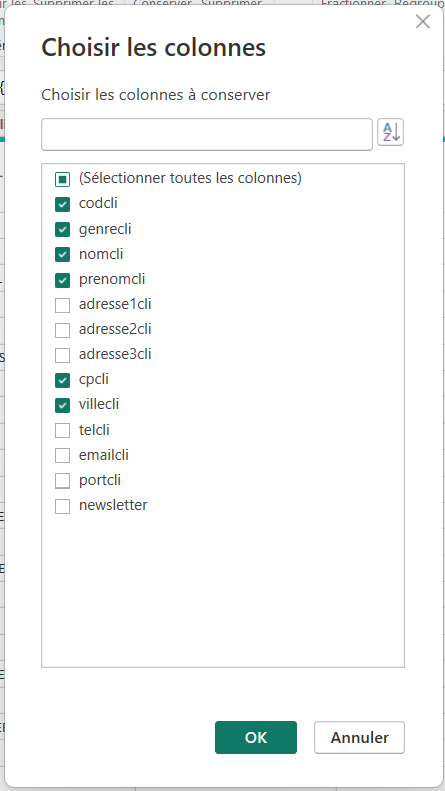 Choisir les colonnes
Choisir les colonnes à conserver
(Sélectionner toutes les colonnes)
codcli
genrecli
nomcli
prenomcli
adresse1cli
adresse2cli
adresse3cli
cpcli
villecli
telcli
emailcli
portcli
newsletter
OK
Annuler